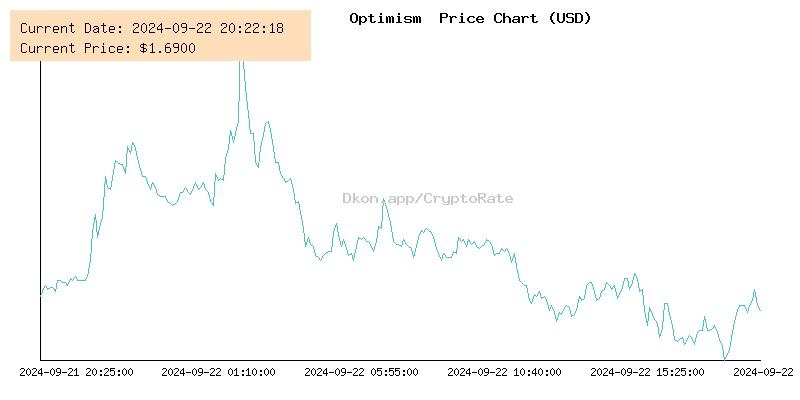 Optimism  Price Chart (USD)
Current Date: 2024-09-22 20:22:18
Current Price: $1.6900
Dkon.app/CryptoRate
2024-09-21 20:25:00 2024-09-22 01:10:00 2024-09-22 05:55:00 2024-09-22 10:40:00 2024-09-22 15:25:00 2024-09-22